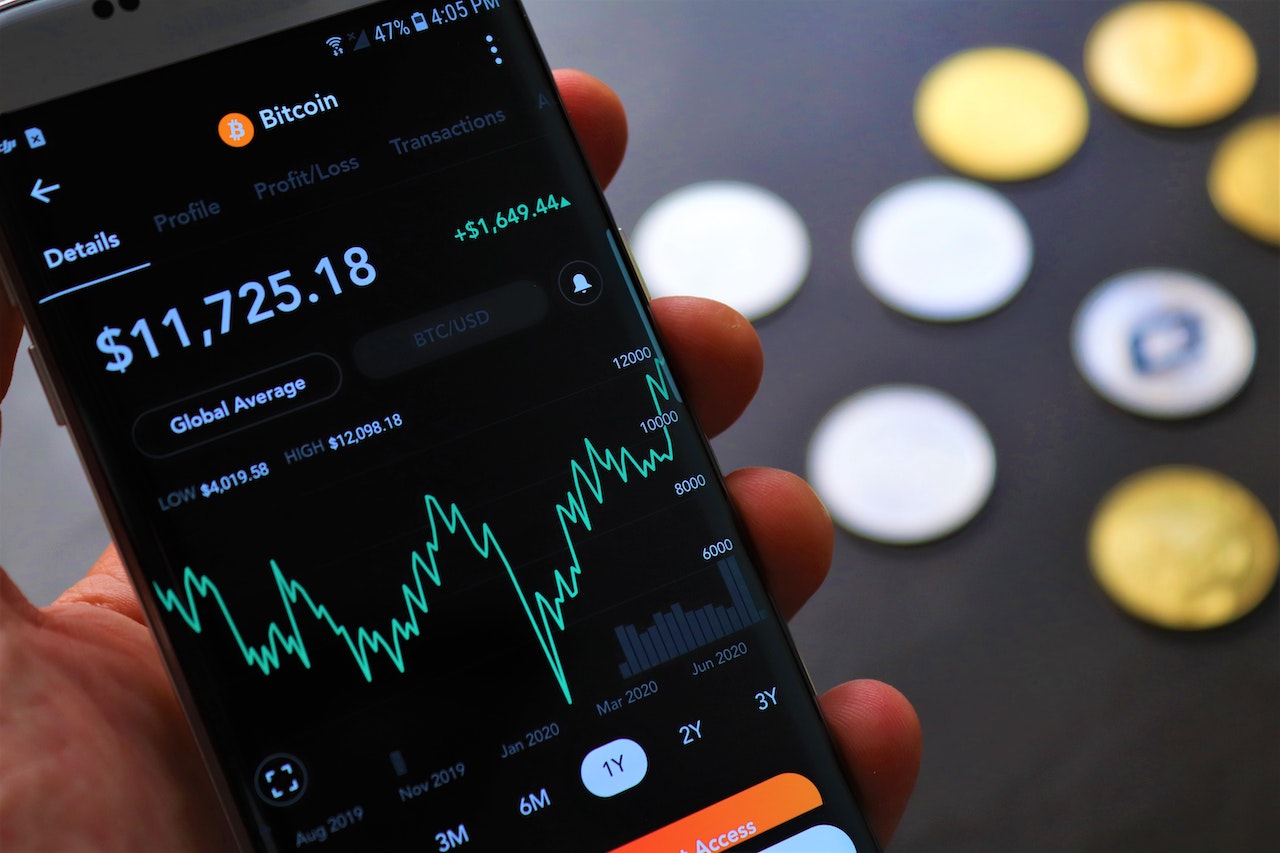 47% 4:05 PM
Bitcoin
Details Profile Profit/Loss Transactions A
$11,725.18 +$1,649.44▲
Global Average BTC/USD
LOW $4,019.58 HIGH $12,098.18
12000
10000
8000
6000
Aug 2019 Nov 2019 Jan 2020 Mar 2020 Jun 2020
3M 6M 1Y 2Y 3Y
Access